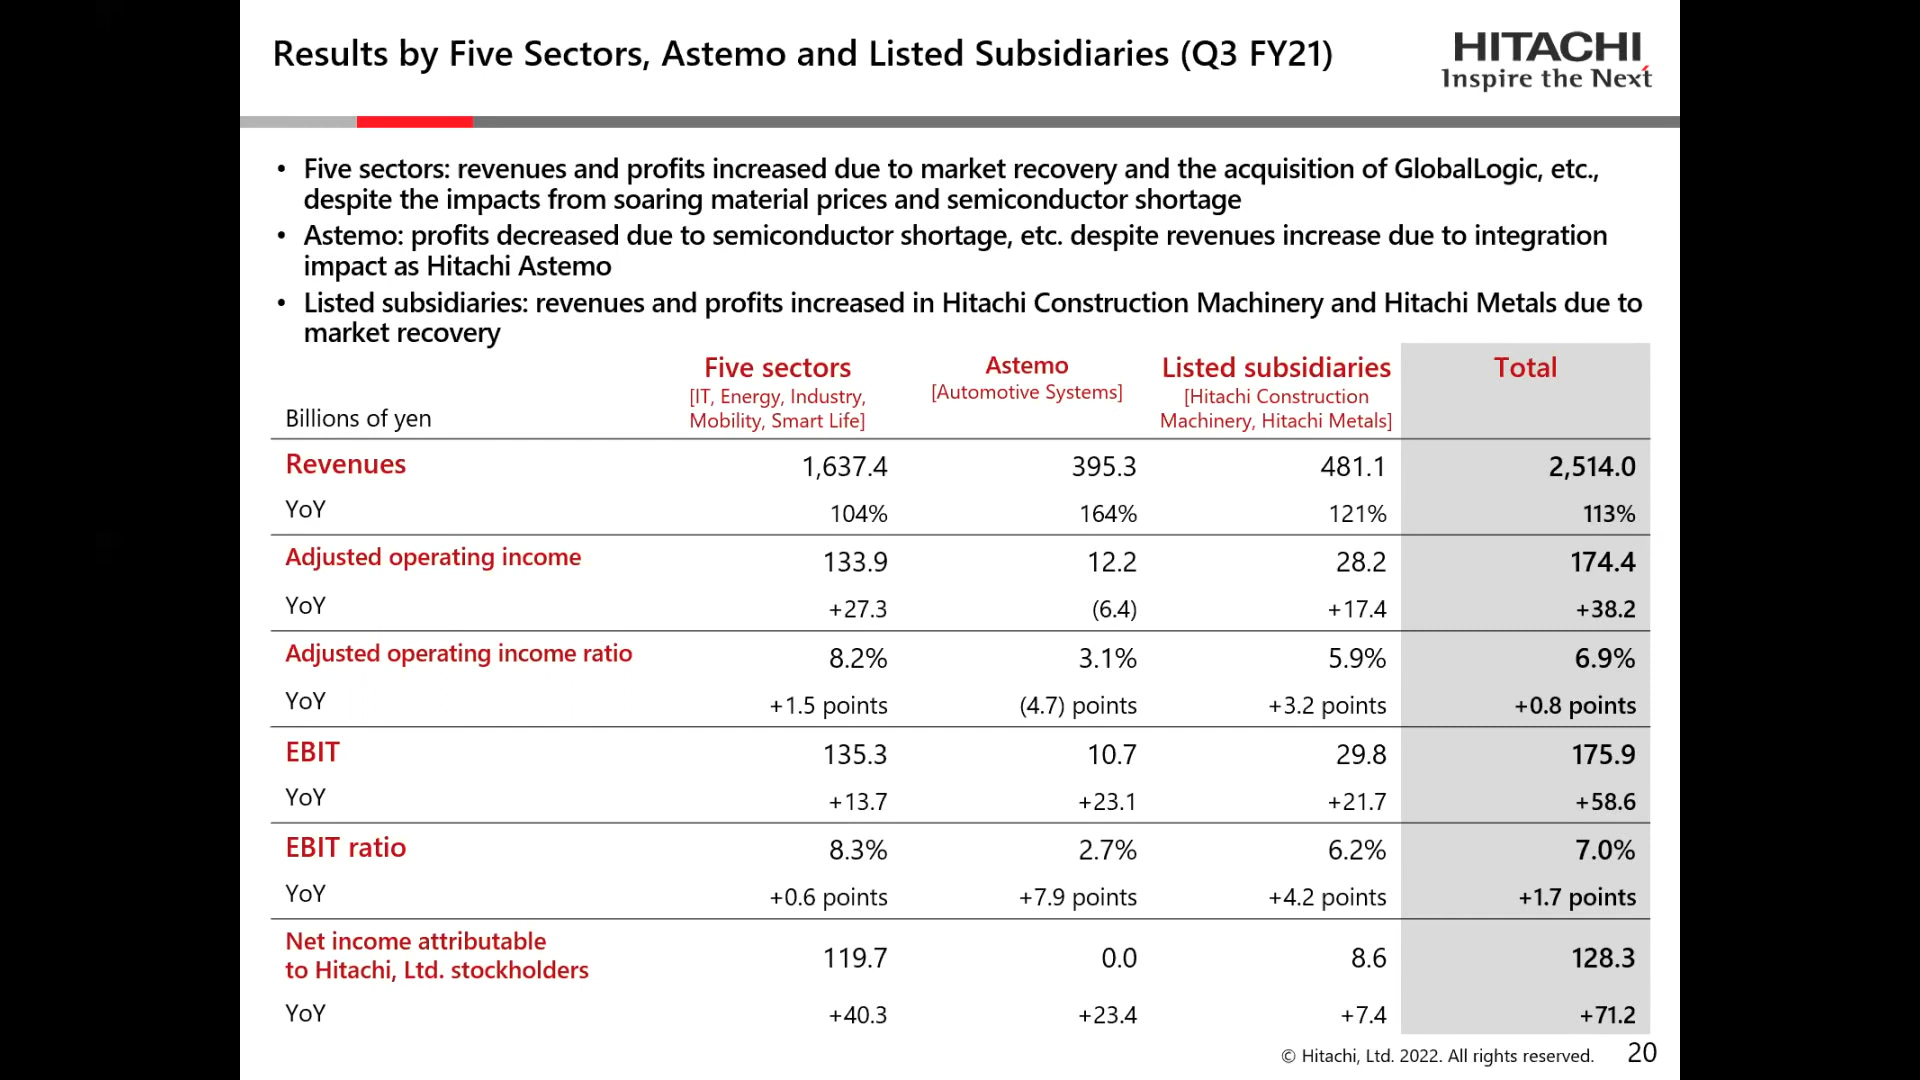 Results by Five Sectors, Astemo and Listed Subsidiaries (Q3 FY21)
HITACHI
Inspire the Next
• Five sectors: revenues and profits increased due to market recovery and the acquisition of GlobalLogic, etc.,
despite the impacts from soaring material prices and semiconductor shortage
• Astemo: profits decreased due to semiconductor shortage, etc. despite revenues increase due to integration
impact as Hitachi Astemo
• Listed subsidiaries: revenues and profits increased in Hitachi Construction Machinery and Hitachi Metals due to
market recovery
Billions of yen
Five sectors
[IT, Energy, Industry,
Mobility, Smart Life]
Astemo
[Automotive Systems]
Listed subsidiaries
[Hitachi Construction
Machinery, Hitachi Metals]
Total
Revenues 1,637.4 395.3 481.1 2,514.0
YoY 104% 164% 121% 113%
Adjusted operating income 133.9 12.2 28.2 174.4
YoY +27.3 (6.4) +17.4 +38.2
Adjusted operating income ratio 8.2% 3.1% 5.9% 6.9%
YoY +1.5 points (4.7) points +3.2 points +0.8 points
EBIT 135.3 10.7 29.8 175.9
YoY +13.7 +23.1 +21.7 +58.6
EBIT ratio 8.3% 2.7% 6.2% 7.0%
YoY +0.6 points +7.9 points +4.2 points +1.7 points
Net income attributable
to Hitachi, Ltd. stockholders 119.7 0.0 8.6 128.3
YoY +40.3 +23.4 +7.4 +71.2
© Hitachi, Ltd. 2022. All rights reserved. 20